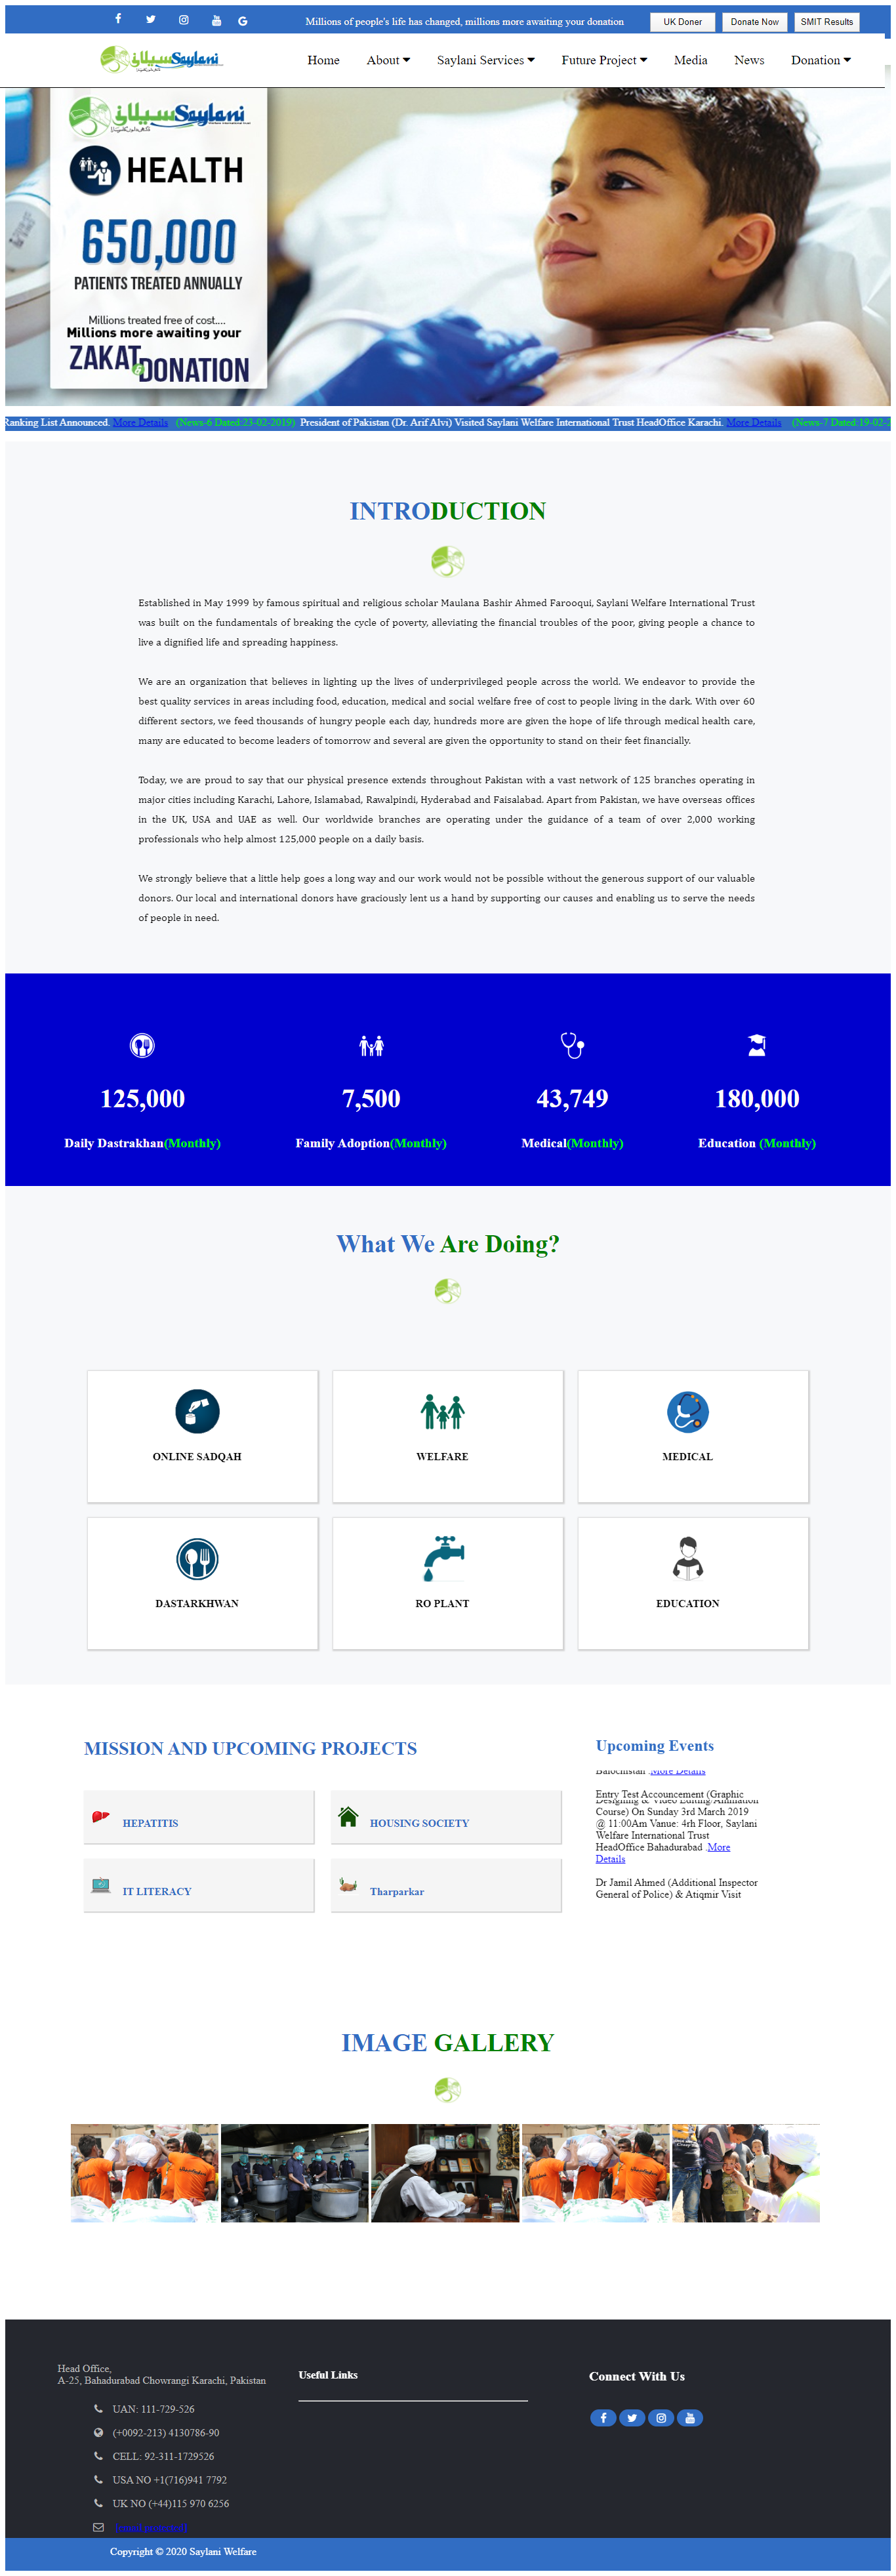 Millions of people's life has changed, millions more awaiting your donation
UK Doner
Donate Now
SMIT Results
سیلانی Saylani
Home
About
Saylani Services
Future Project
Media
News
Donation
سیلانی Saylani
HEALTH
650,000
PATIENTS TREATED ANNUALLY
Millions treated free of cost....
Millions more awaiting your
ZAKAT
DONATION
Ranking List Announced. More Details (News-6 Dated:23-02-2019) President of Pakistan (Dr. Arif Alvi) Visited Saylani Welfare International Trust HeadOffice Karachi. More Details (News-7 Dated:19-02-2
INTRODUCTION
Established in May 1999 by famous spiritual and religious scholar Maulana Bashir Ahmed Farooqui, Saylani Welfare International Trust
was built on the fundamentals of breaking the cycle of poverty, alleviating the financial troubles of the poor, giving people a chance to
live a dignified life and spreading happiness.
We are an organization that believes in lighting up the lives of underprivileged people across the world. We endeavor to provide the
best quality services in areas including food, education, medical and social welfare free of cost to people living in the dark. With over 60
different sectors, we feed thousands of hungry people each day, hundreds more are given the hope of life through medical health care,
many are educated to become leaders of tomorrow and several are given the opportunity to stand on their feet financially.
Today, we are proud to say that our physical presence extends throughout Pakistan with a vast network of 125 branches operating in
major cities including Karachi, Lahore, Islamabad, Rawalpindi, Hyderabad and Faisalabad. Apart from Pakistan, we have overseas offices
in the UK, USA and UAE as well. Our worldwide branches are operating under the guidance of a team of over 2,000 working
professionals who help almost 125,000 people on a daily basis.
We strongly believe that a little help goes a long way and our work would not be possible without the generous support of our valuable
donors. Our local and international donors have graciously lent us a hand by supporting our causes and enabling us to serve the needs
of people in need.
125,000
7,500
43,749
180,000
Daily Dastrakhan(Monthly)
Family Adoption(Monthly)
Medical(Monthly)
Education (Monthly)
What We Are Doing?
ONLINE SADQAH
WELFARE
MEDICAL
DASTARKHWAN
RO PLANT
EDUCATION
MISSION AND UPCOMING PROJECTS
HEPATITIS
HOUSING SOCIETY
IT LITERACY
Tharparkar
Upcoming Events
Balochistan .More Details
Entry Test Accouncement (Graphic
Designing & Video Editing/Animation
Course) On Sunday 3rd March 2019
@ 11:00Am Vanue: 4rh Floor, Saylani
Welfare International Trust
HeadOffice Bahadurabad .More
Details
Dr Jamil Ahmed (Additional Inspector
General of Police) & Atiqmir Visit
IMAGE GALLERY
Head Office,
A-25, Bahadurabad Chowrangi Karachi, Pakistan
UAN: 111-729-526
(+0092-213) 4130786-90
CELL: 92-311-1729526
USA NO +1(716)941 7792
UK NO (+44)115 970 6256
[email protected]
Useful Links
Connect With Us
Copyright © 2020 Saylani Welfare